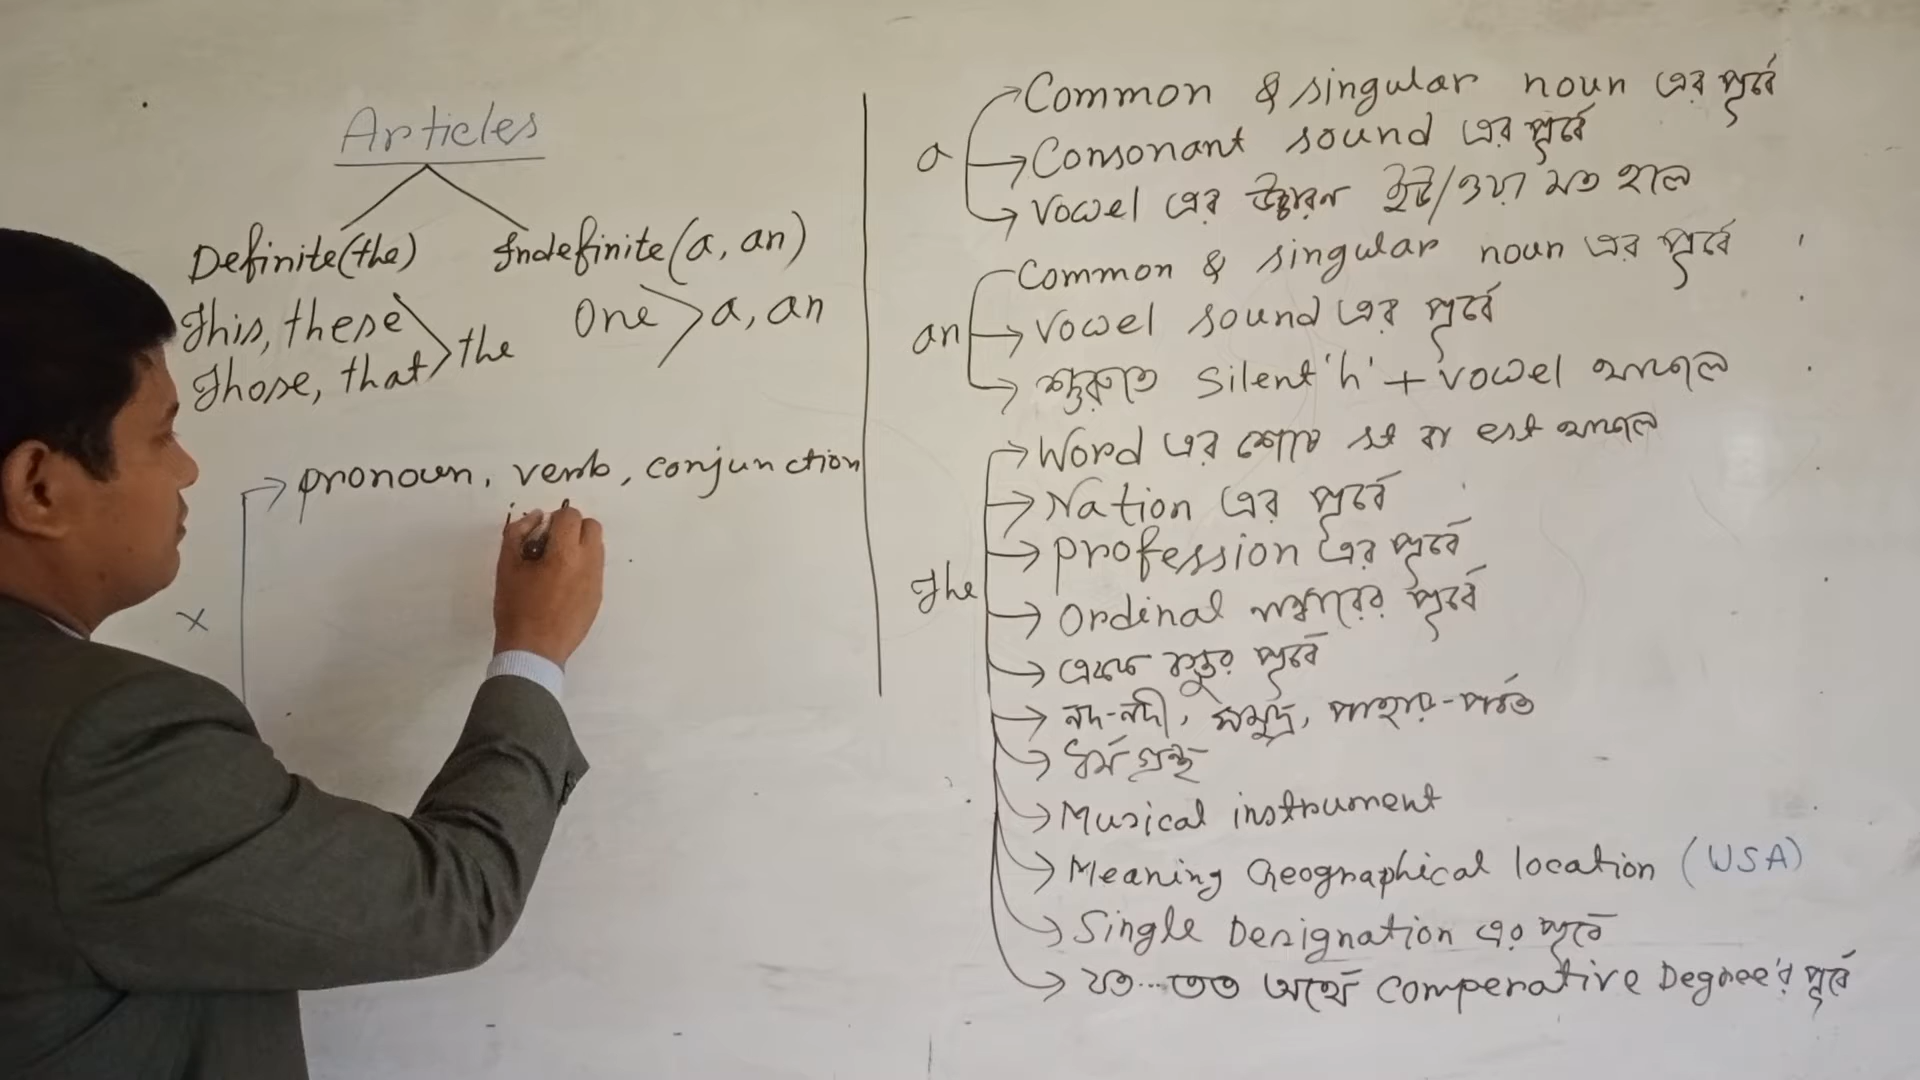 Articles
Definite(the) Indefinite(a, an)
This, these
Those, that > the
One > a, an
→ pronoun, verb, conjunction
×
a
→ Common & singular noun এর পূর্বে
→ Consonant sound এর পূর্বে
→ Vowel এর উচ্চারন ইউ/ওয়া মত হলে
an
Common & singular noun এর পূর্বে
→ Vowel sound এর পূর্বে
→ শুরুতে Silent 'h' + vowel থাকলে
The
→ Word এর শেষে st বা est থাকলে
→ Nation এর পূর্বে
→ Profession এর পূর্বে
→ Ordinal নাম্বারের পূর্বে
→ বস্তুর পূর্বে
→ নদ-নদী, সমুদ্র, পাহাড়-পর্বত
→ ধর্ম গ্রন্থ
→ Musical instrument
→ Meaning Geographical location (USA)
→ Single Designation এর পূর্বে
→ যত...তত অর্থে Comperative Degree'র পূর্বে